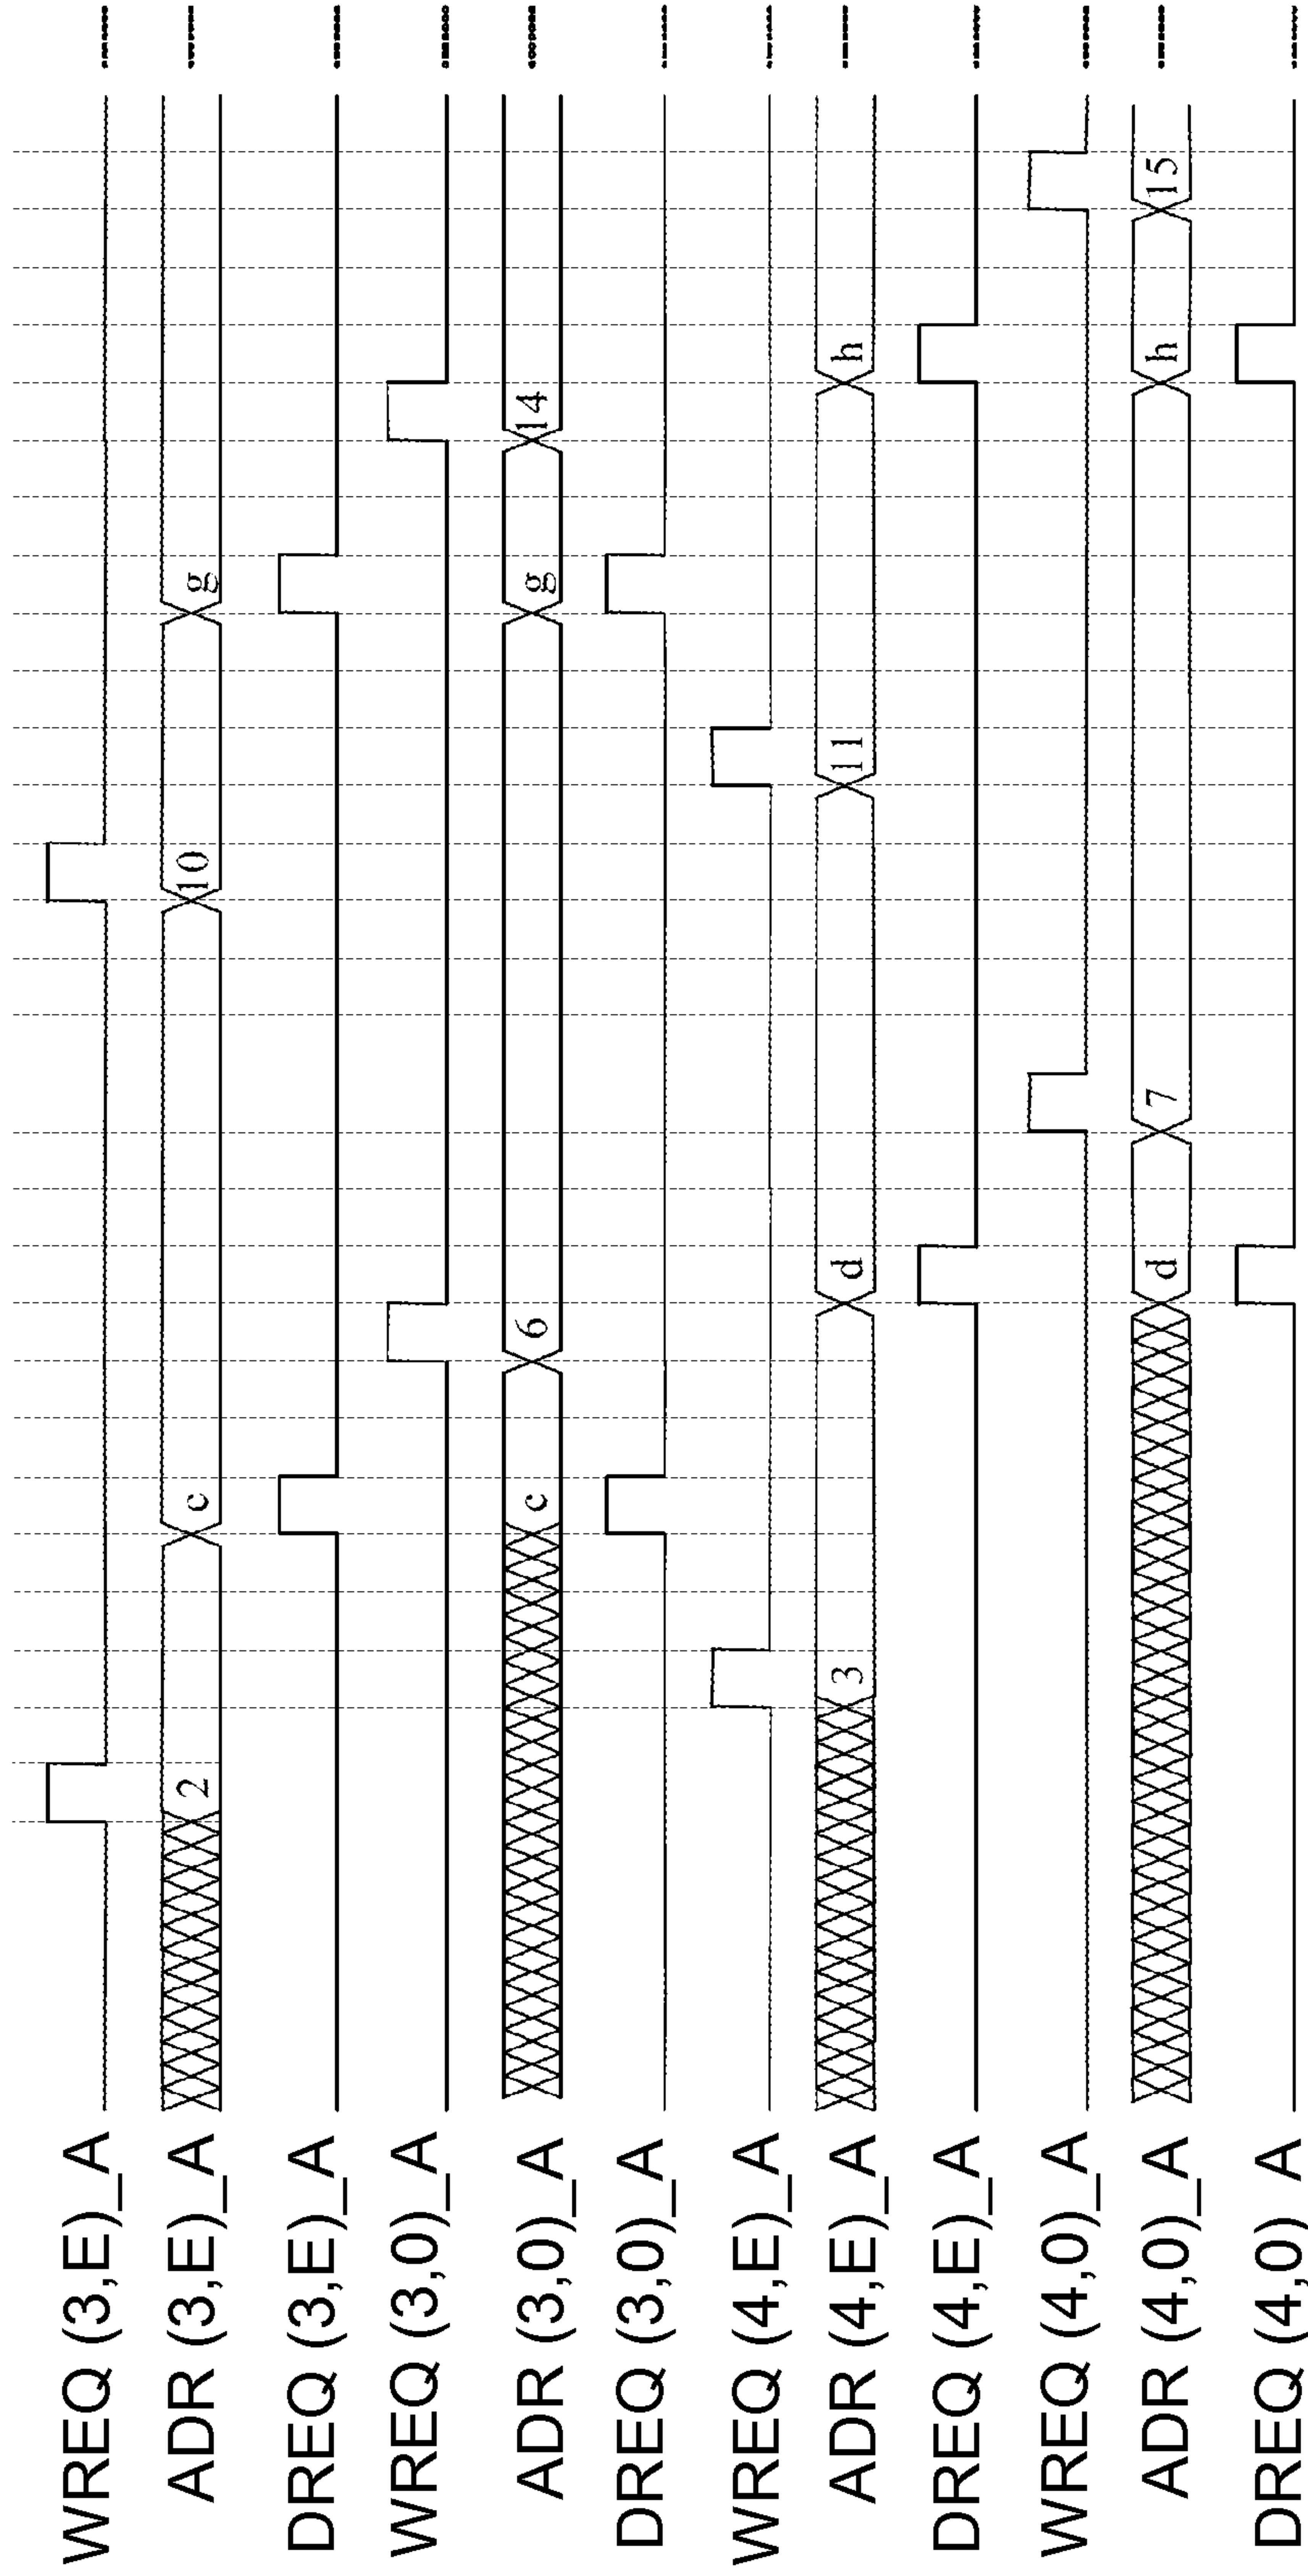 WREQ (3,E)_A
ADR (3,E)_A 2 c 10 g
DREQ (3,E)_A
WREQ (3,0)_A
ADR (3,0)_A c 6 g 14
DREQ (3,0)_A
WREQ (4,E)_A
ADR (4,E)_A 3 d 11 h
DREQ (4,E)_A
WREQ (4,0)_A
ADR (4,0)_A d 7 h 15
DREQ (4,0) A